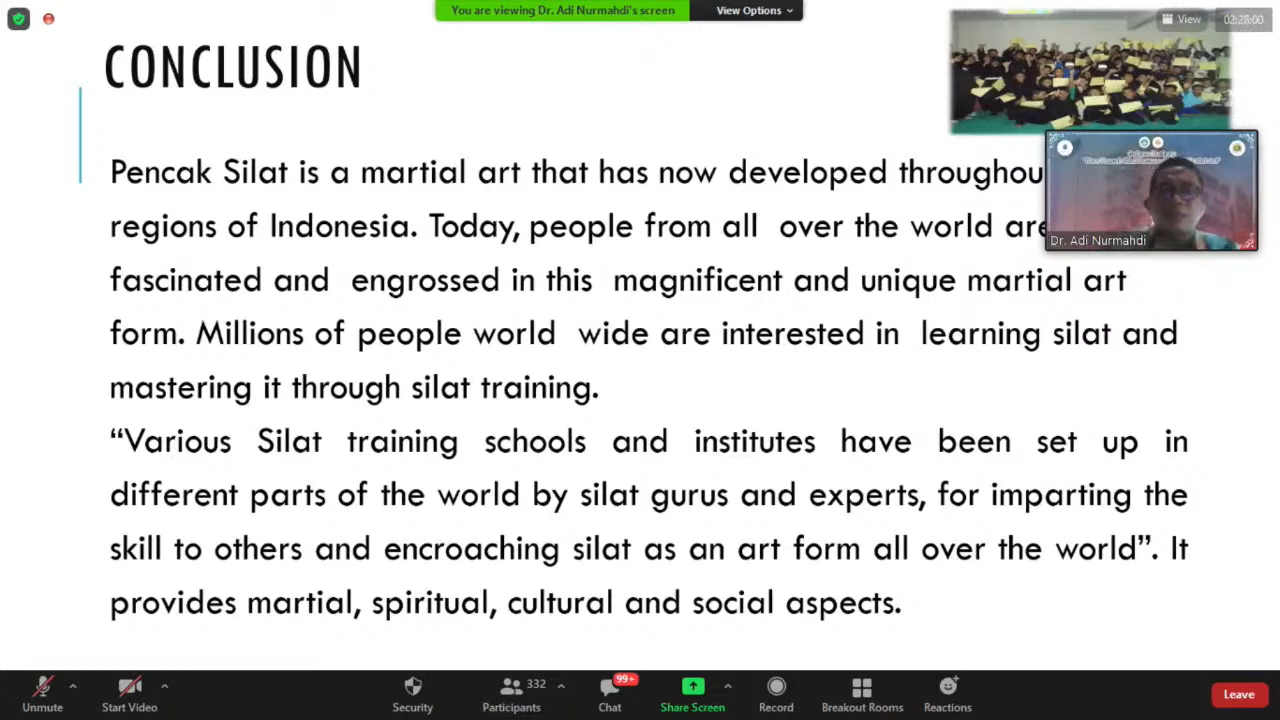 You are viewing Dr. Adi Nurmahdi's screen
View Options
View
02:28:00
CONCLUSION
Pencak Silat is a martial art that has now developed throughou
regions of Indonesia. Today, people from all over the world are
fascinated and engrossed in this magnificent and unique martial art
form. Millions of people world wide are interested in learning silat and
mastering it through silat training.
“Various Silat training schools and institutes have been set up in
different parts of the world by silat gurus and experts, for imparting the
skill to others and encroaching silat as an art form all over the world”. It
provides martial, spiritual, cultural and social aspects.
Dr. Adi Nurmahdi
Unmute
Start Video
Security
332
Participants
99+
Chat
Share Screen
Record
Breakout Rooms
Reactions
Leave